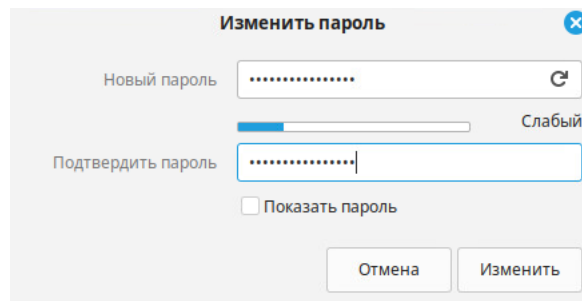 Изменить пароль
Новый пароль ••••••••••••••••
Слабый
Подтвердить пароль ••••••••••••••••
Показать пароль
Отмена Изменить